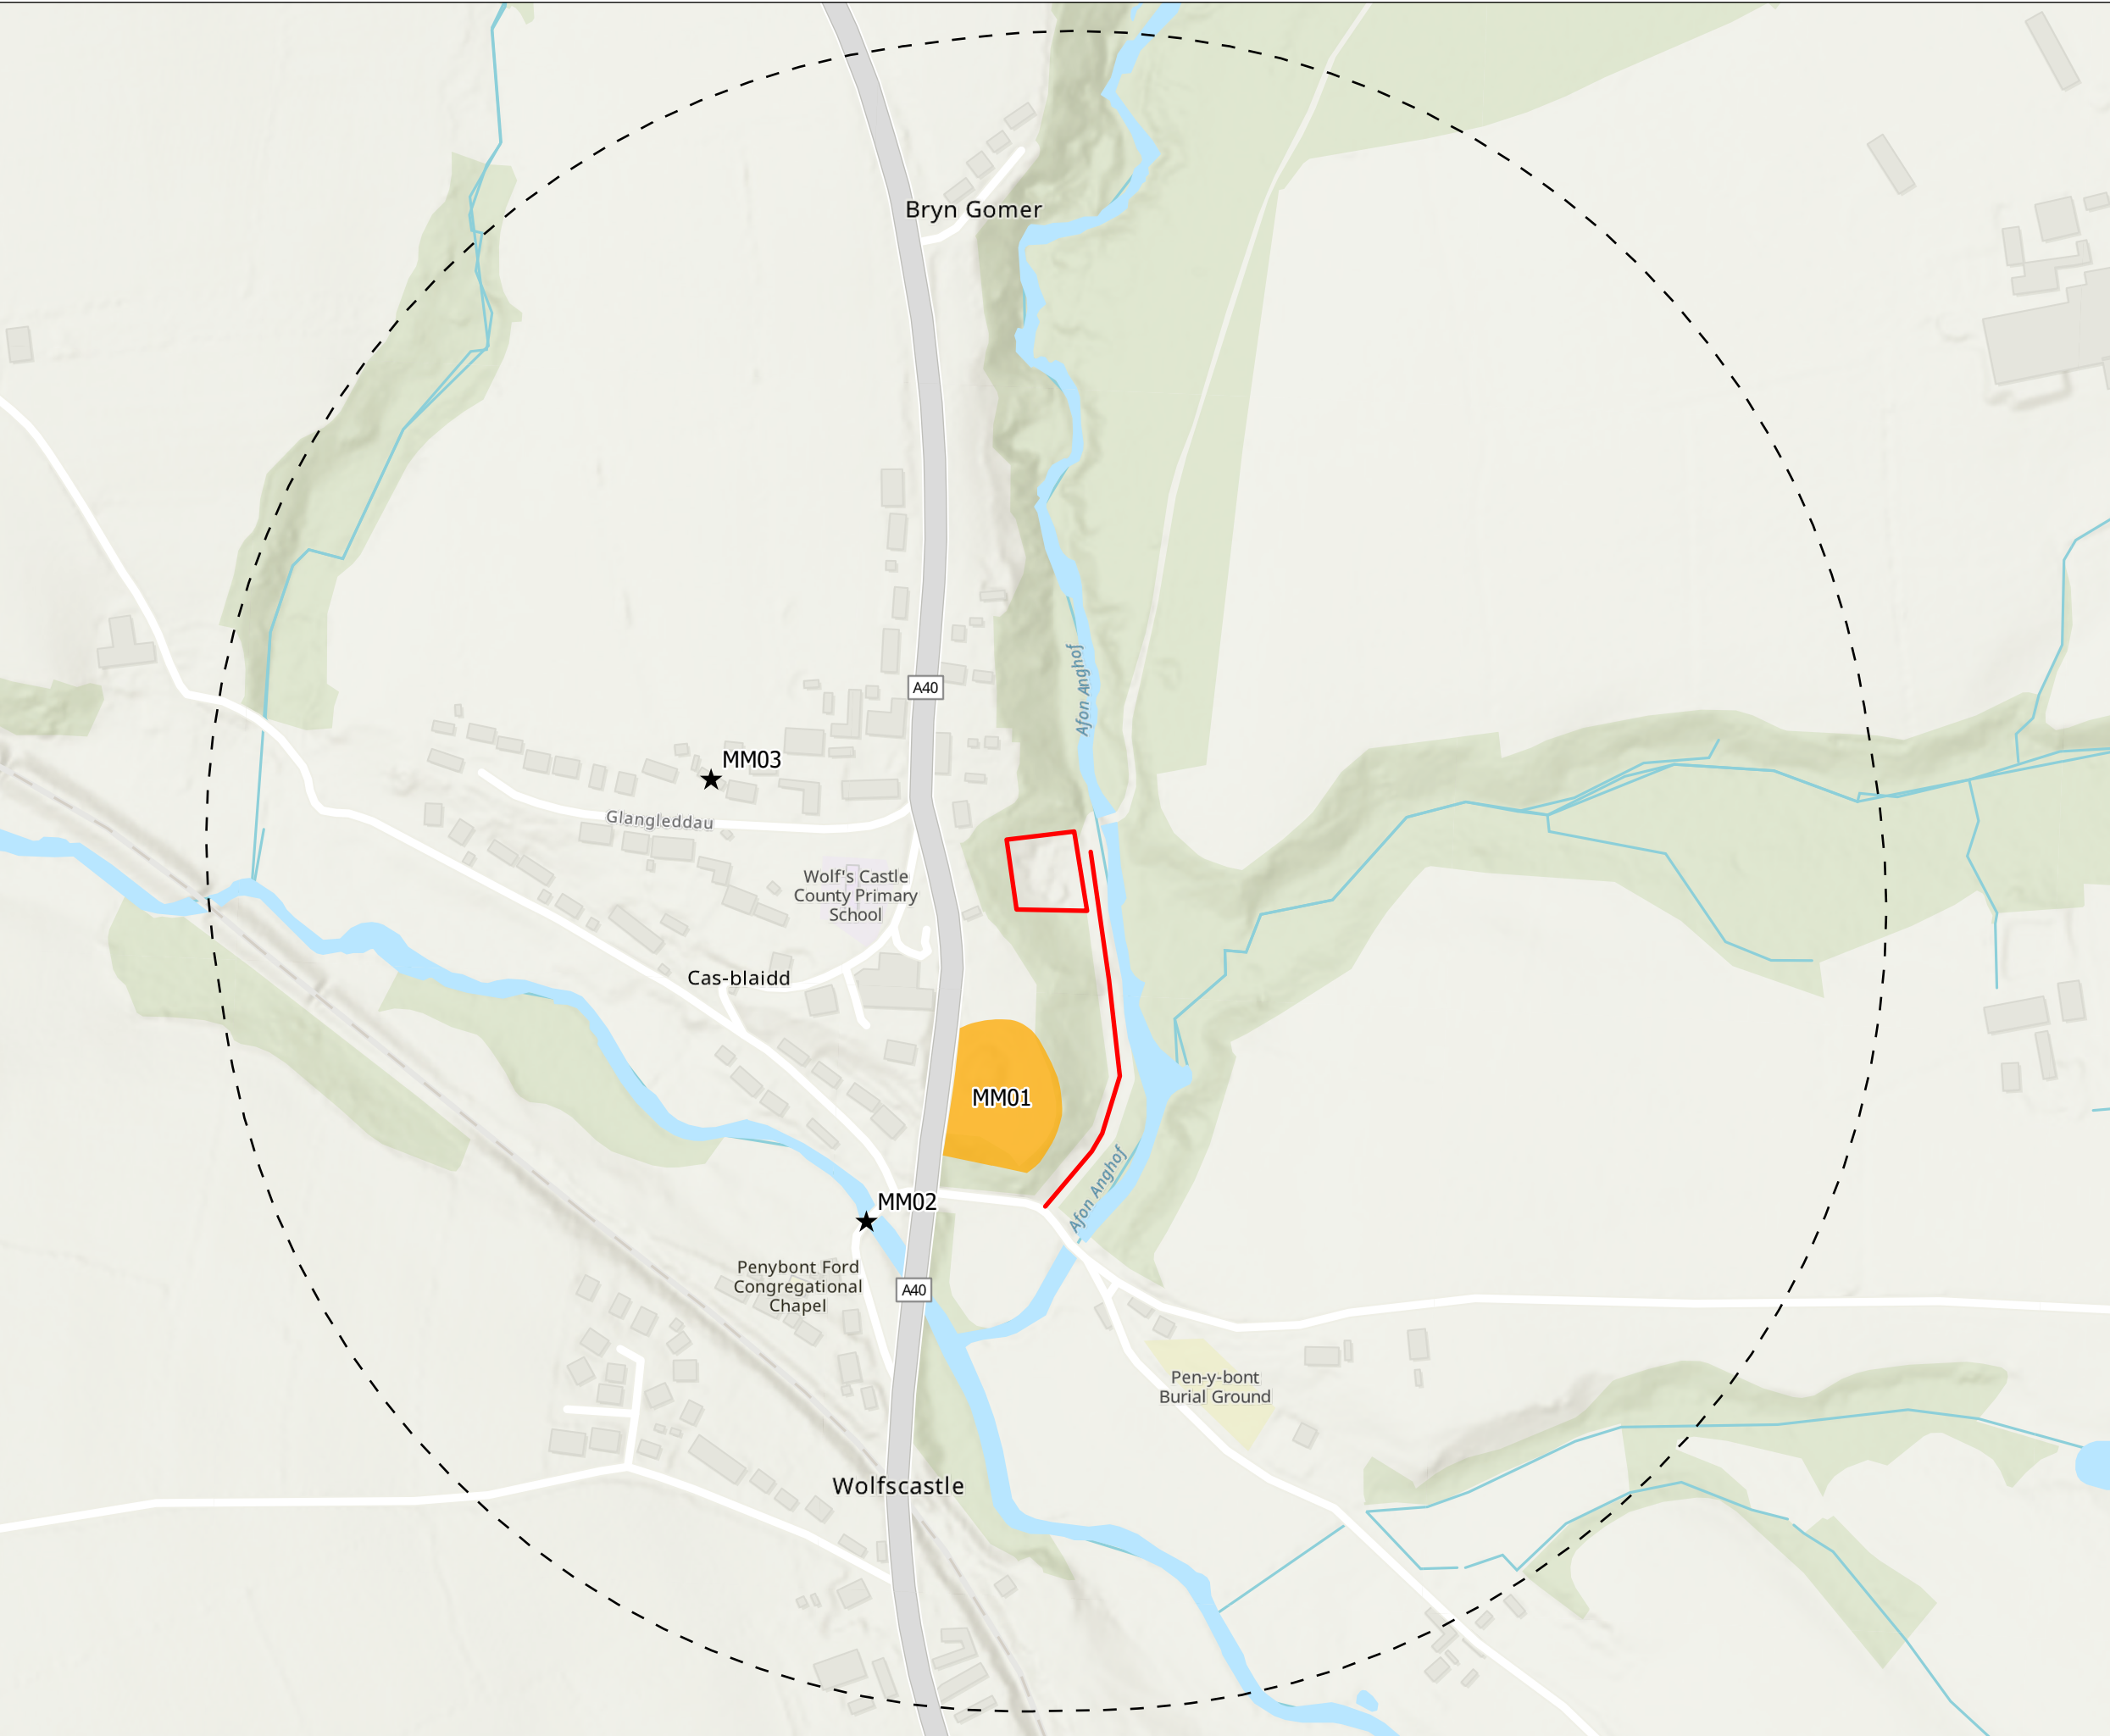 Bryn Gomer
Afon Anghof
A40
MM03
Glangleddau
Wolf's Castle
County Primary
School
Cas-blaidd
MM01
MM02
Afon Anghof
Penybont Ford
Congregational
Chapel
A40
Pen-y-bont
Burial Ground
Wolfscastle